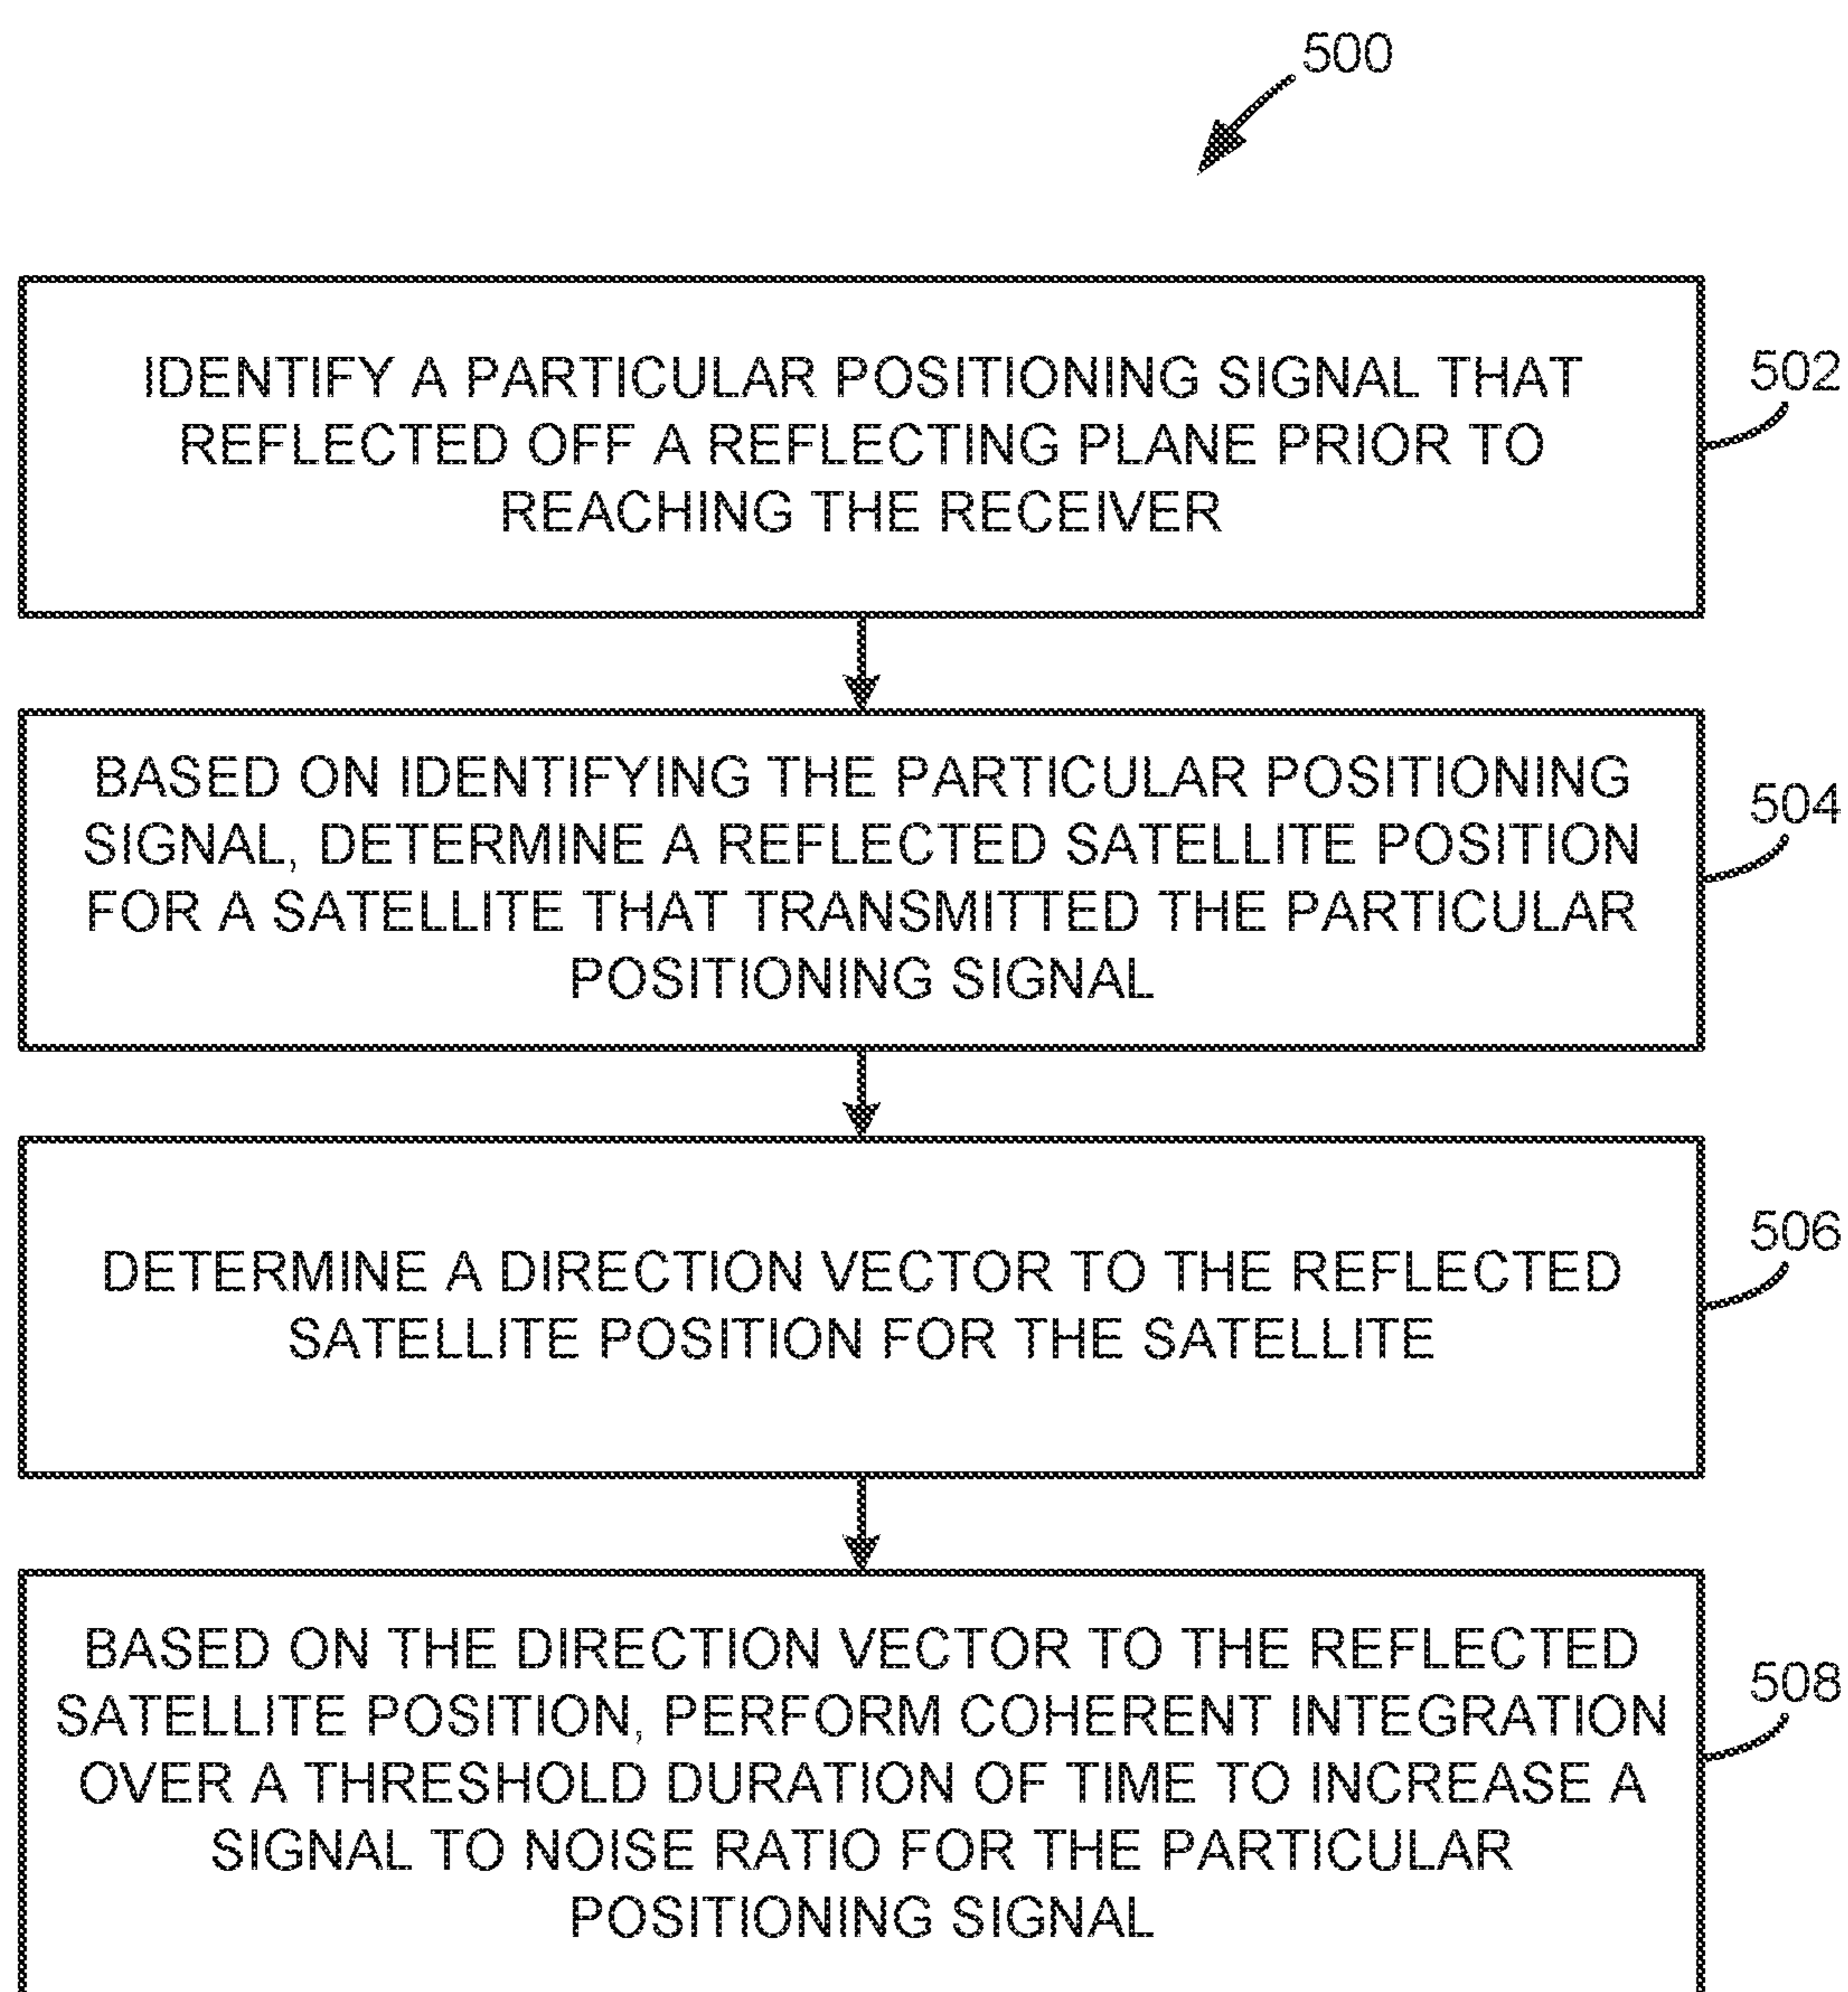 500
IDENTIFY A PARTICULAR POSITIONING SIGNAL THAT
REFLECTED OFF A REFLECTING PLANE PRIOR TO
REACHING THE RECEIVER
502
BASED ON IDENTIFYING THE PARTICULAR POSITIONING
SIGNAL, DETERMINE A REFLECTED SATELLITE POSITION
FOR A SATELLITE THAT TRANSMITTED THE PARTICULAR
POSITIONING SIGNAL
504
DETERMINE A DIRECTION VECTOR TO THE REFLECTED
SATELLITE POSITION FOR THE SATELLITE
506
BASED ON THE DIRECTION VECTOR TO THE REFLECTED
SATELLITE POSITION, PERFORM COHERENT INTEGRATION
OVER A THRESHOLD DURATION OF TIME TO INCREASE A
SIGNAL TO NOISE RATIO FOR THE PARTICULAR
POSITIONING SIGNAL
508